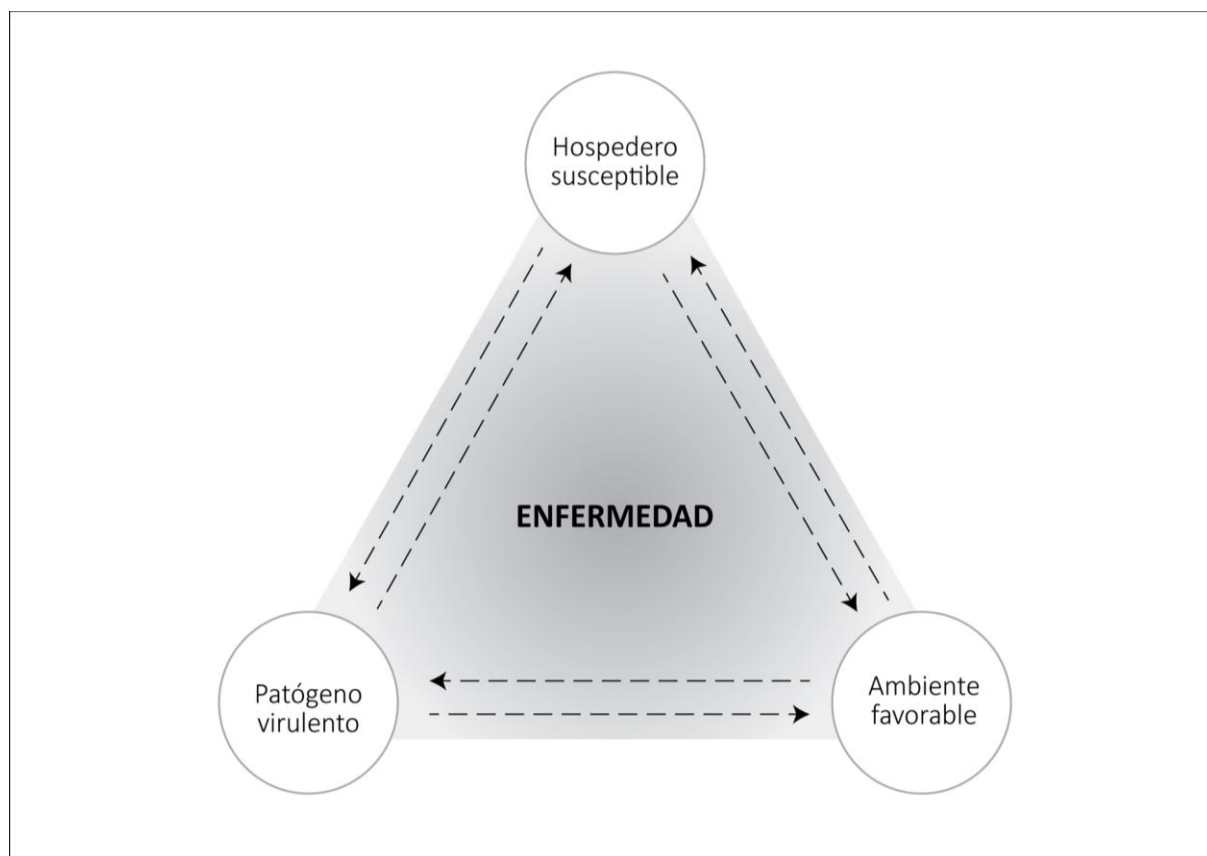 Hospedero
susceptible
ENFERMEDAD
Patógeno
virulento
Ambiente
favorable